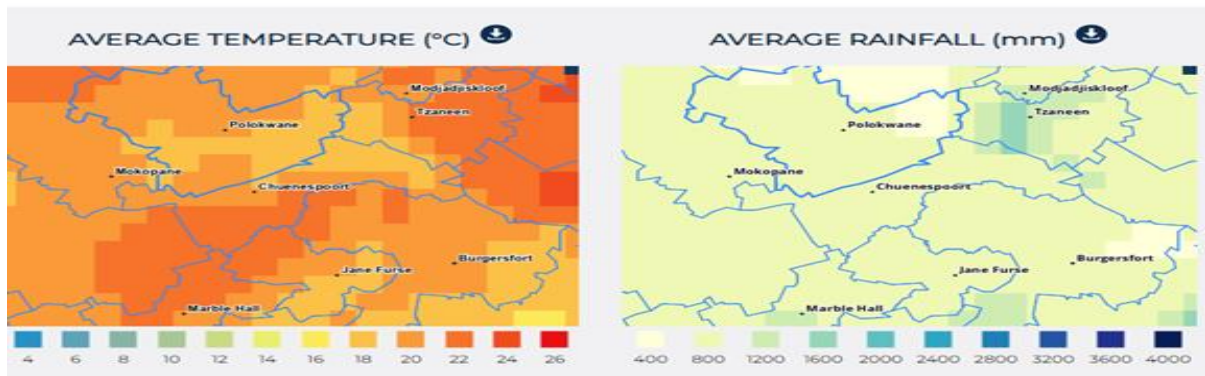 AVERAGE TEMPERATURE (°C)
AVERAGE RAINFALL (mm)
Modjadjiskloof
Tzaneen
Polokwane
Mokopane
Chuenespoort
Jane Furse
Burgersfort
Marble Hall
4 6 8 10 12 14 16 18 20 22 24 26
Modjadjiskloof
Tzaneen
Polokwane
Mokopane
Chuenespoort
Jane Furse
Burgersfort
Marble Hall
400 800 1200 1600 2000 2400 2800 3200 3600 4000